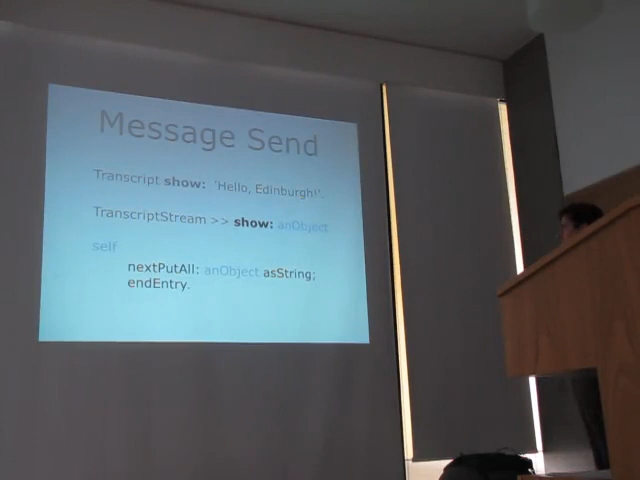 Message Send
Transcript show: 'Hello, Edinburgh!'.
TranscriptStream >> show: anObject
self
nextPutAll: anObject asString;
endEntry.